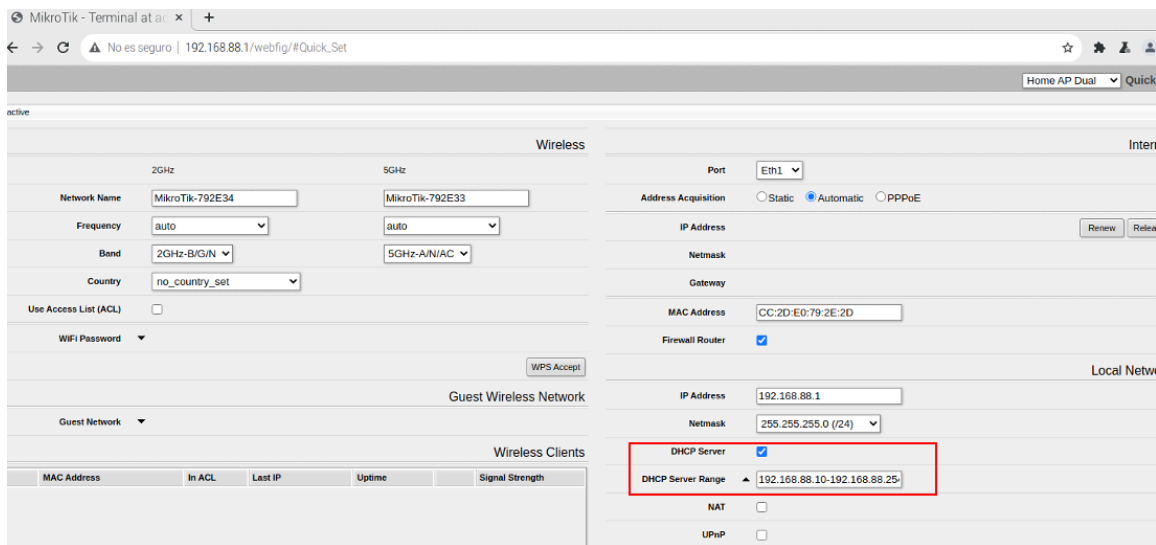 MikroTik - Terminal at ac × +
No es seguro | 192.168.88.1/webfig/#Quick_Set
Home AP Dual Quick
active
Wireless
2GHz 5GHz
Network Name MikroTik-792E34 MikroTik-792E33
Frequency auto auto
Band 2GHz-B/G/N 5GHz-A/N/AC
Country no_country_set
Use Access List (ACL)
WiFi Password
WPS Accept
Guest Wireless Network
Guest Network
Wireless Clients
MAC Address In ACL Last IP Uptime Signal Strength
Intern
Port Eth1
Address Acquisition Static Automatic PPPoE
IP Address Renew Relea
Netmask
Gateway
MAC Address CC:2D:E0:79:2E:2D
Firewall Router
Local Netwo
IP Address 192.168.88.1
Netmask 255.255.255.0 (/24)
DHCP Server
DHCP Server Range 192.168.88.10-192.168.88.25
NAT
UPnP